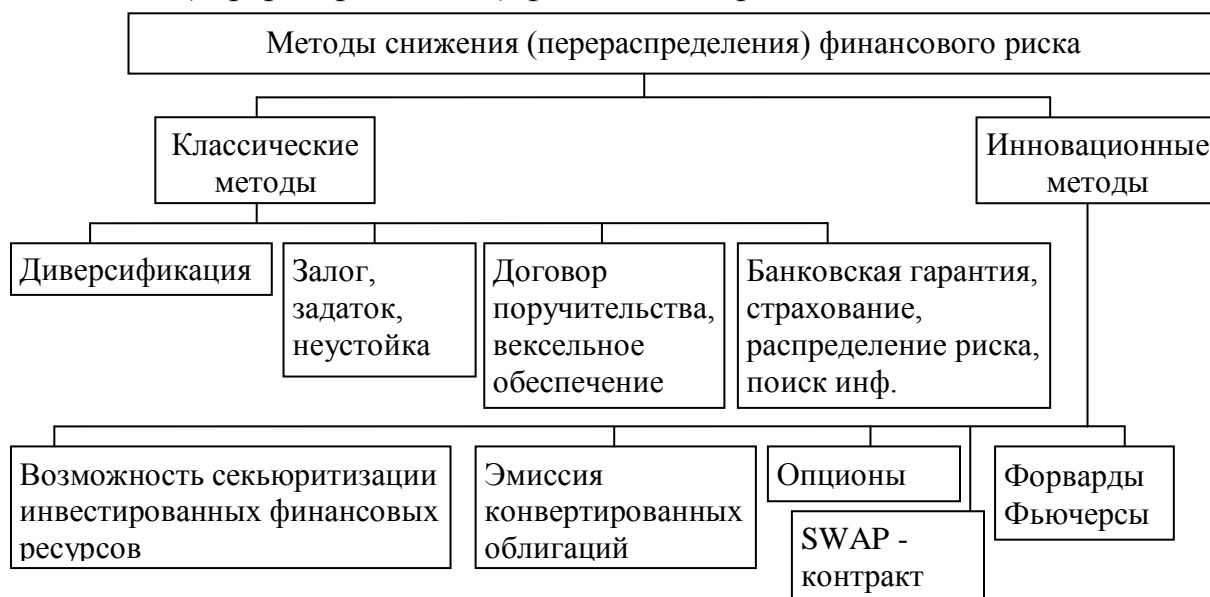 Методы снижения (перераспределения) финансового риска
Классические
методы
Инновационные
методы
Диверсификация
Залог,
задаток,
неустойка
Договор
поручительства,
вексельное
обеспечение
Банковская гарантия,
страхование,
распределение риска,
поиск инф.
Возможность секьюритизации
инвестированных финансовых
ресурсов
Эмиссия
конвертированных
облигаций
Опционы
SWAP -
контракт
Форварды
Фьючерсы